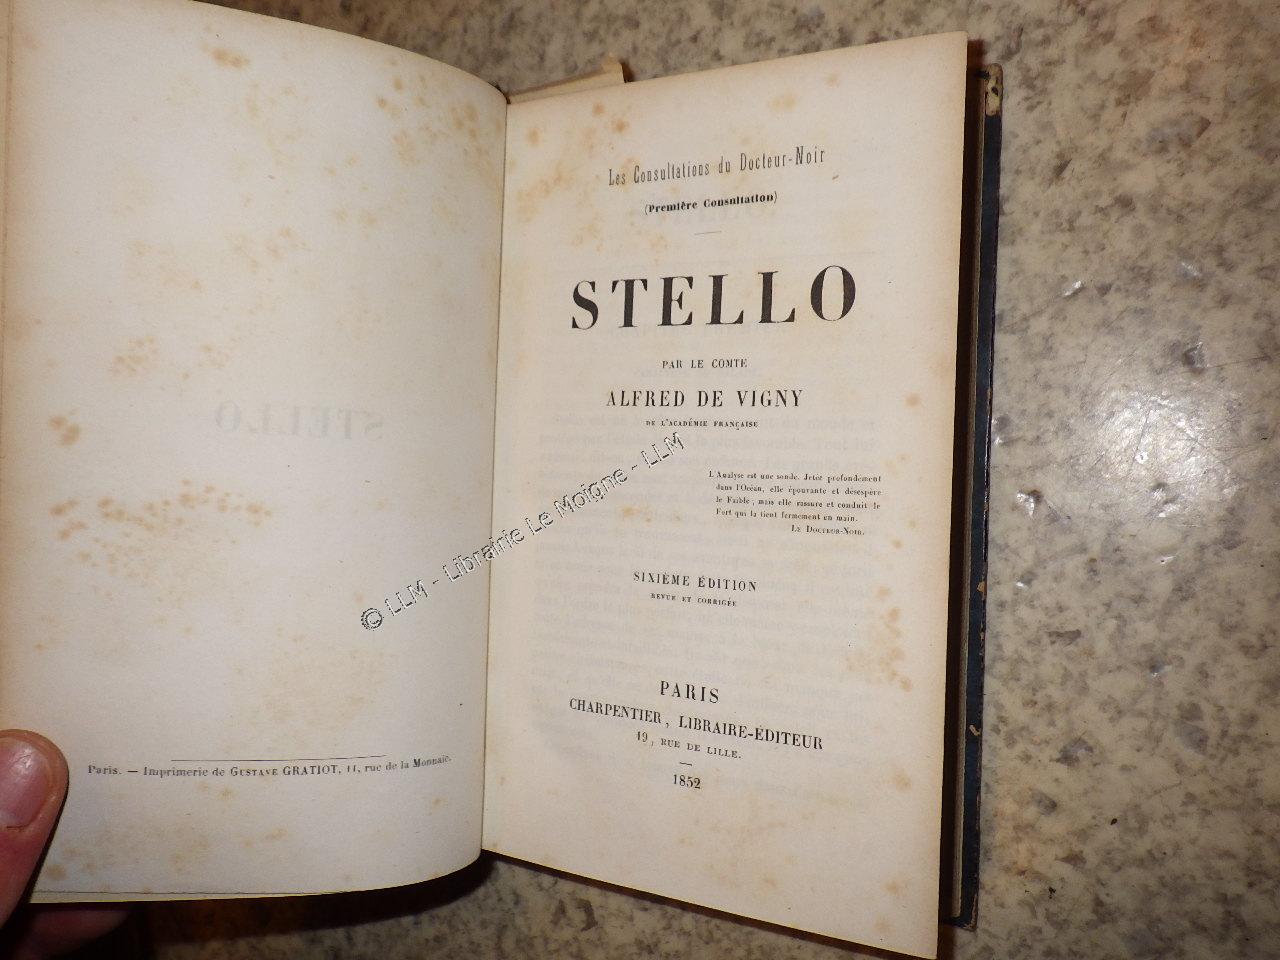 STELLO
Paris. — Imprimerie de GUSTAVE GRATIOT, 11, rue de la Monnaie.
Les Consultations du Docteur-Noir
(Première Consultation)
STELLO
PAR LE COMTE
ALFRED DE VIGNY
DE L'ACADÉMIE FRANÇAISE
L'Analyse est une sonde. Jetée profondément
dans l'Océan, elle épouvante et désespère
le Faible; mais elle rassure et conduit le
Fort qui la tient fermement en main.
LE DOCTEUR-NOIR.
SIXIÈME ÉDITION
REVUE ET CORRIGÉE
PARIS
CHARPENTIER, LIBRAIRE-ÉDITEUR
19, RUE DE LILLE.
1852
© LLM - Librairie Le Moigne - LLM